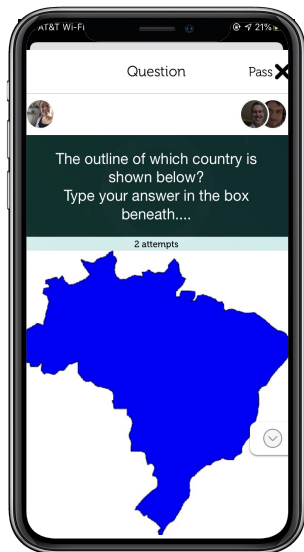 AT&T Wi-Fi 21%
Question Pass
The outline of which country is
shown below?
Type your answer in the box
beneath....
2 attempts